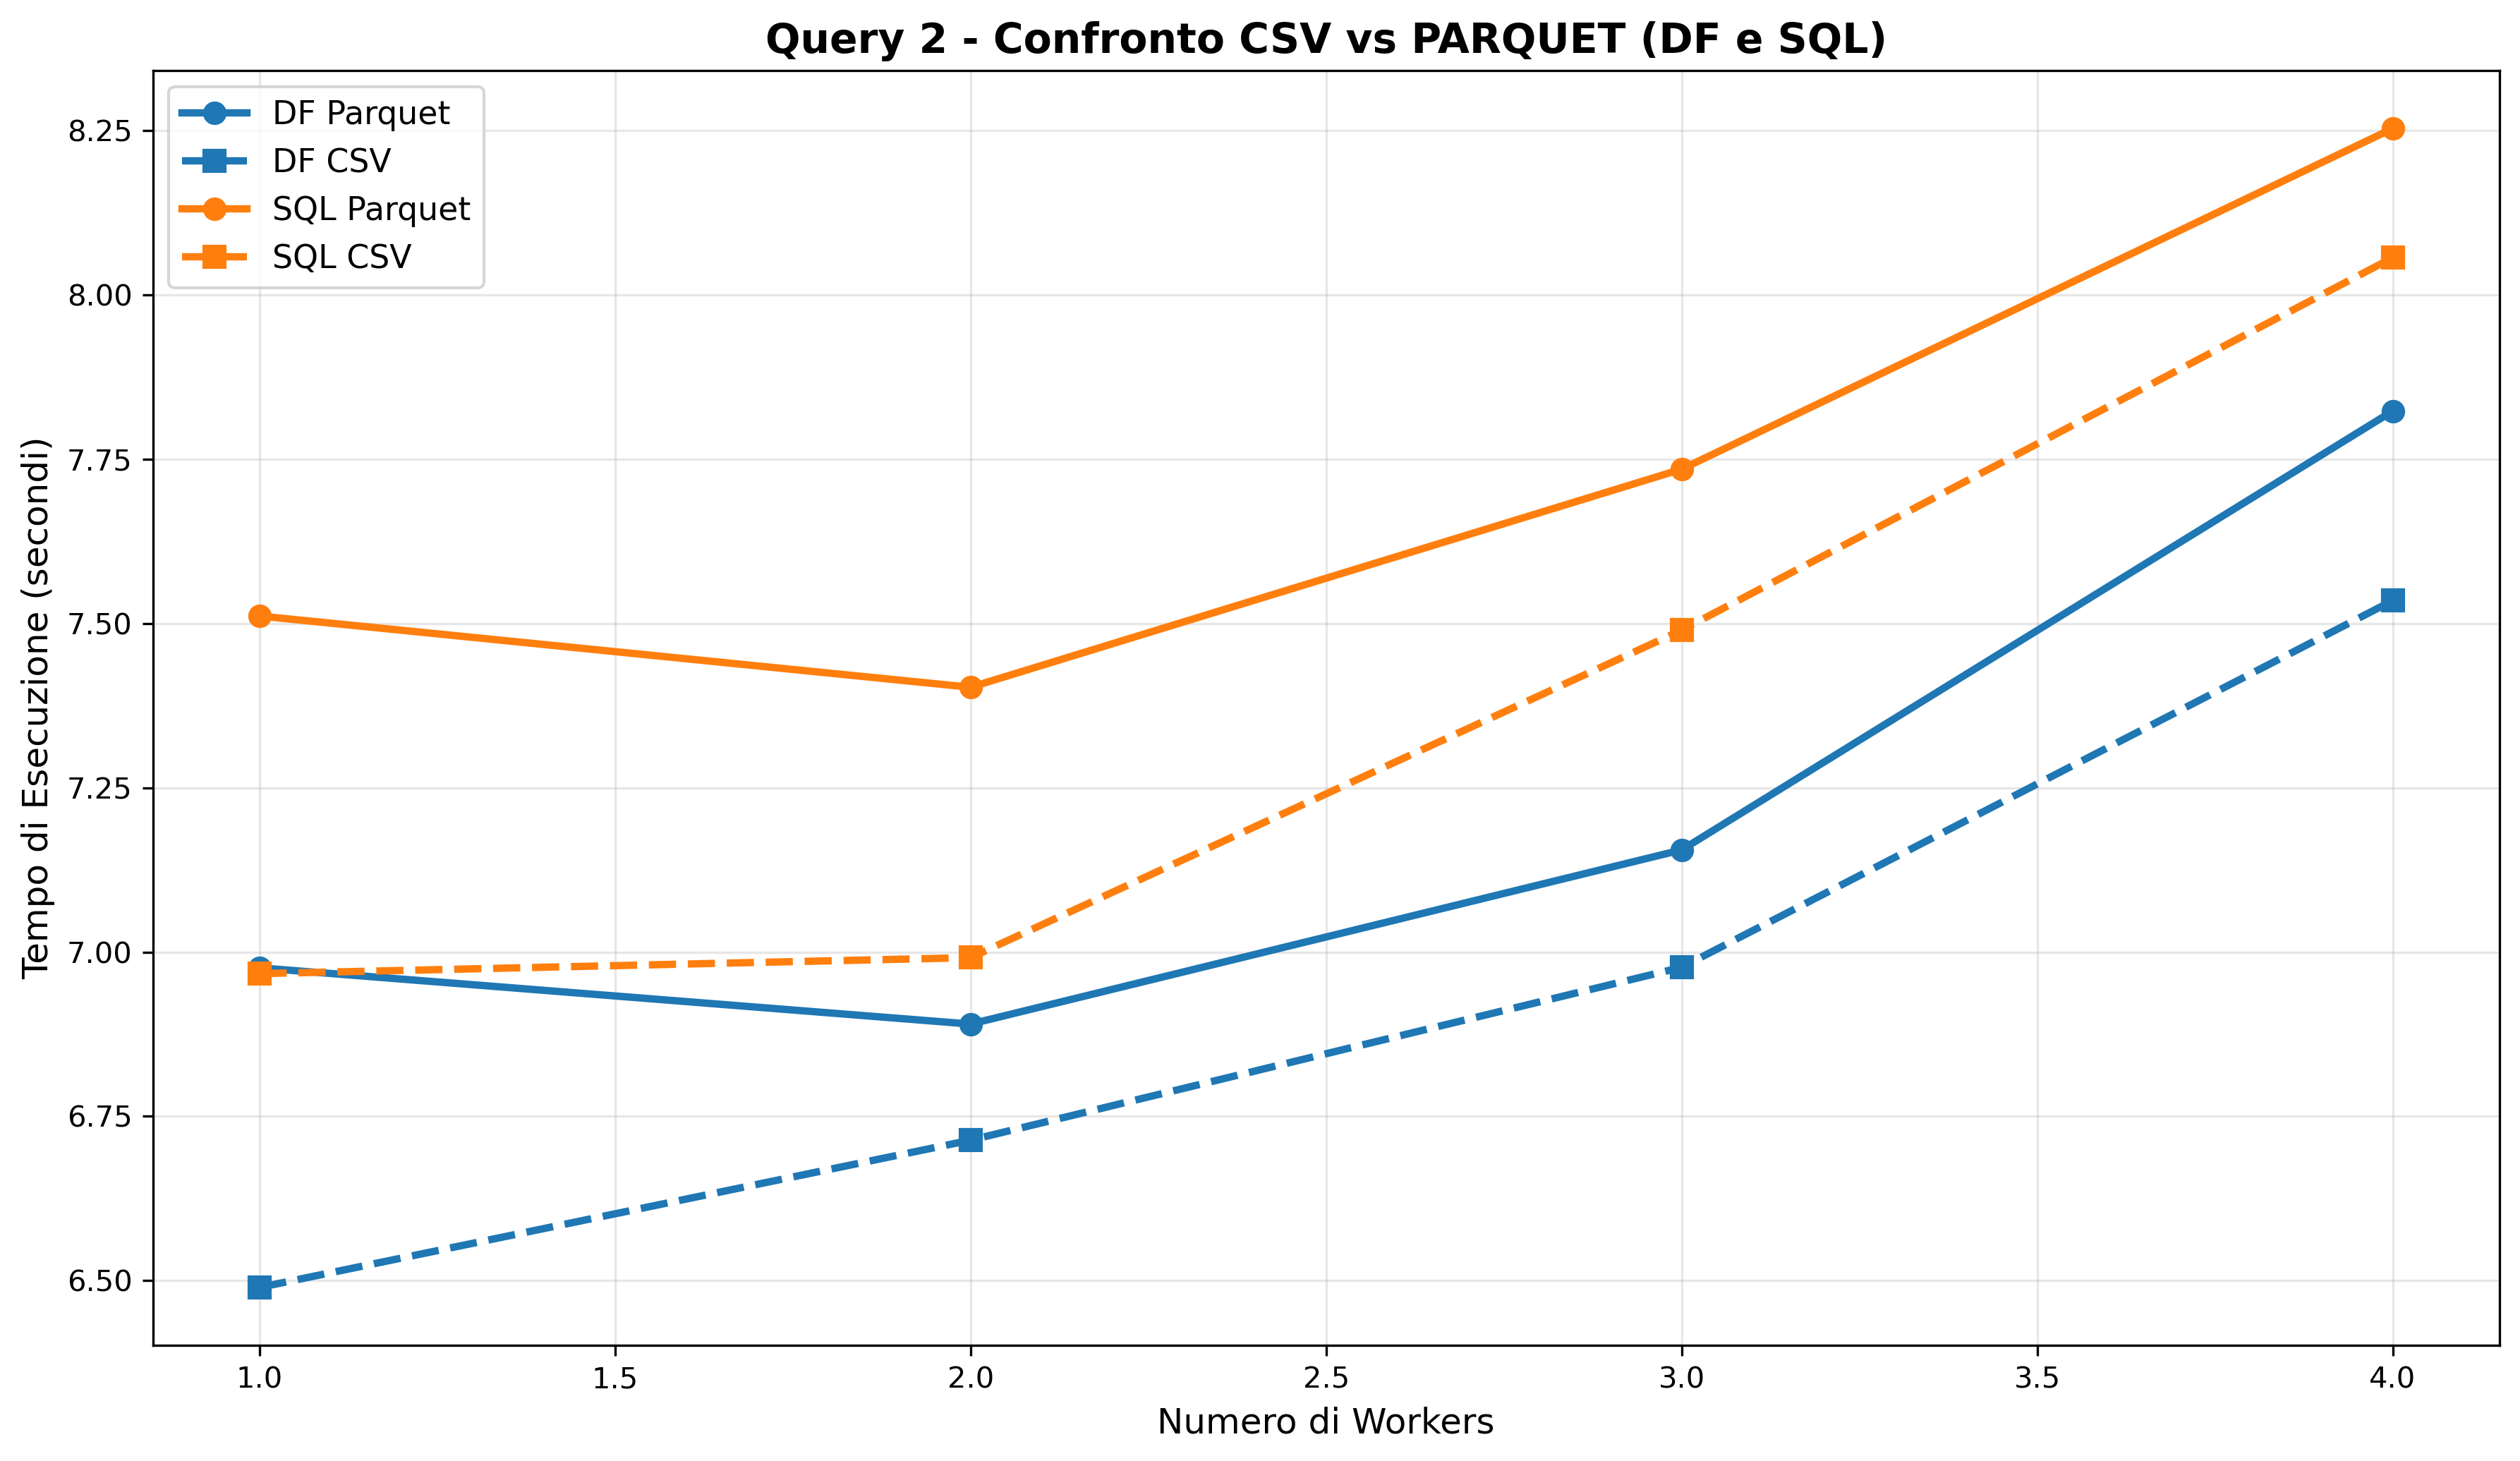 Query 2 - Confronto CSV vs PARQUET (DF e SQL)
DF Parquet
DF CSV
SQL Parquet
SQL CSV
Tempo di Esecuzione (secondi)
8.25
8.00
7.75
7.50
7.25
7.00
6.75
6.50
1.0
1.5
2.0
2.5
3.0
3.5
4.0
Numero di Workers